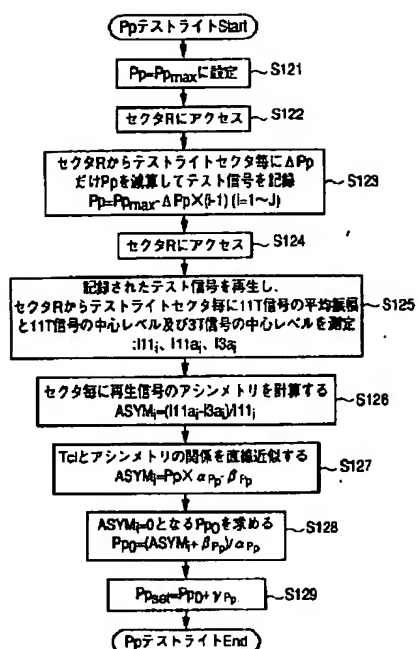 PpテストライトStart
Pp=Ppmaxに設定
S121
セクタRにアクセス
S122
セクタRからテストライトセクタ毎にΔPp
だけPpを減算してテスト信号を記録
Pp=Ppmax-ΔPp×(i-1) (i=1~J)
S123
セクタRにアクセス
S124
記録されたテスト信号を再生し、
セクタRからテストライトセクタ毎に11T信号の平均振幅
と11T信号の中心レベル及び3T信号の中心レベルを測定
:I11i、I11ai、I3ai
S125
セクタ毎に再生信号のアシンメトリを計算する
ASYMi=(I11ai-I3ai)/I11i
S126
Tclとアシンメトリの関係を直線近似する
ASYMi=Pp×αPp-βPp
S127
ASYMi=0となるPp0を求める
Pp0=(ASYMi+βPp)/αPp
S128
Ppset=Pp0+γPp
S129
PpテストライトEnd